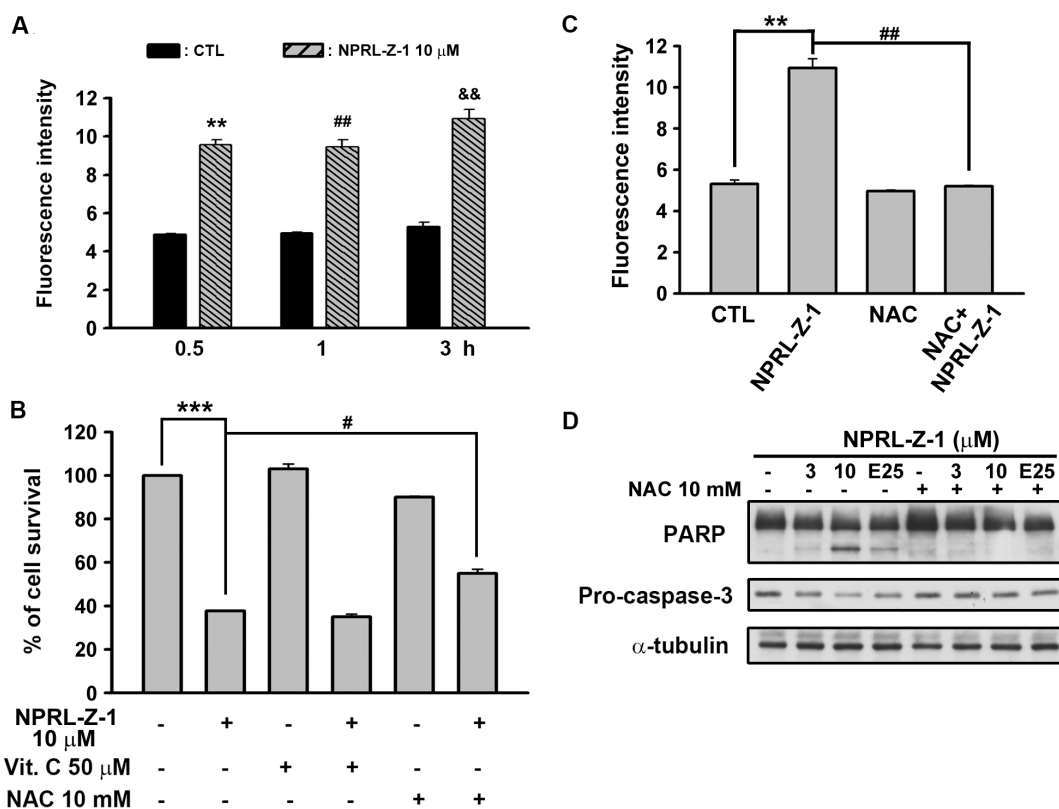 A
: CTL
: NPRL-Z-1 10 μM
Fluorescence intensity
12
10
8
6
4
2
0
**
##
&&
0.5 1 3 h
B
% of cell survival
120
100
80
60
40
20
0
***
#
NPRL-Z-1 10 μM - + - + - +
Vit. C 50 μM - - + + - -
NAC 10 mM - - - - + +
C
Fluorescence intensity
12
10
8
6
4
2
0
**
##
CTL
NPRL-Z-1
NAC
NAC+
NPRL-Z-1
D
NPRL-Z-1 (μM)
- 3 10 E25 - 3 10 E25
NAC 10 mM - - - - + + + +
PARP
Pro-caspase-3
α-tubulin